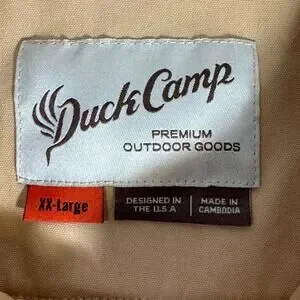 Duck Camp
PREMIUM
OUTDOOR GOODS
XX-Large
DESIGNED IN
THE U.S.A
MADE IN
CAMBODIA